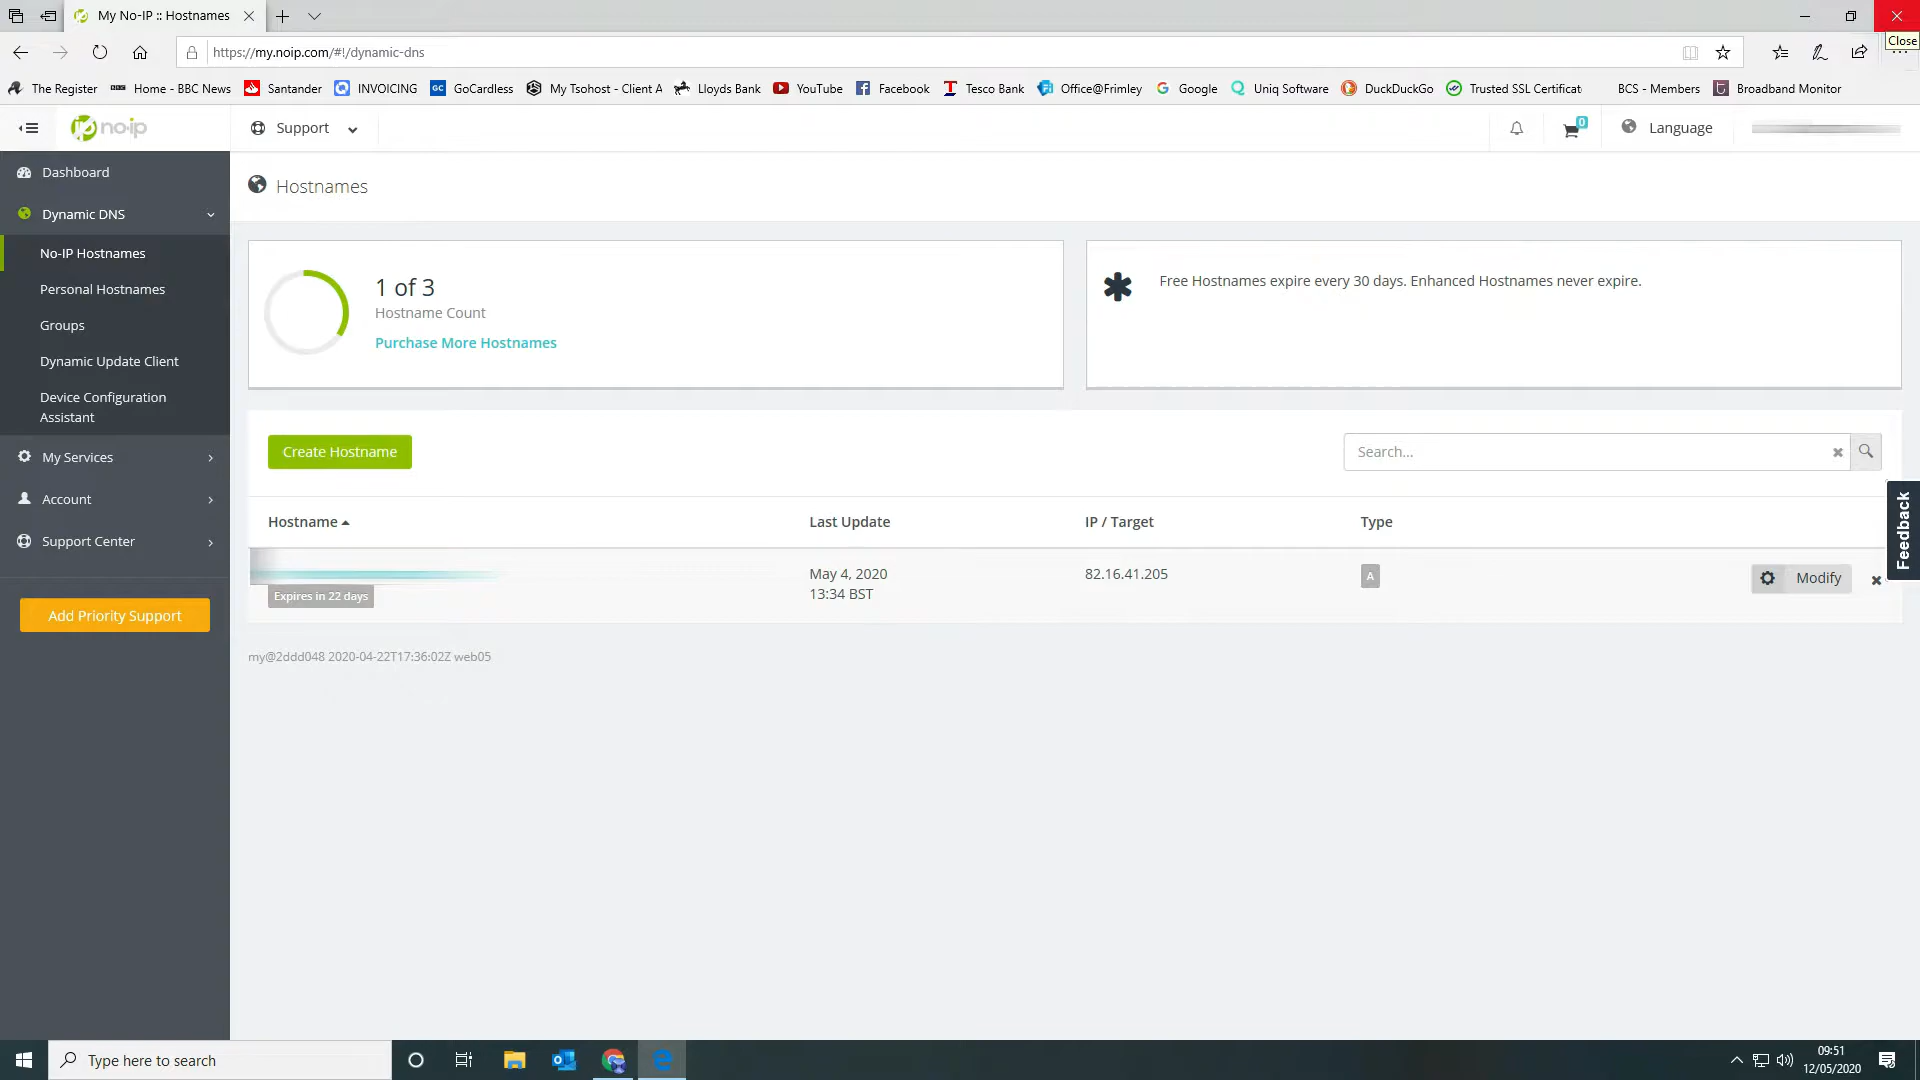 My No-IP :: Hostnames
Close
https://my.noip.com/#!/dynamic-dns
The Register Home - BBC News Santander INVOICING GC GoCardless My Tsohost - Client A Lloyds Bank YouTube Facebook Tesco Bank Office@Frimley Google Uniq Software DuckDuckGo Trusted SSL Certificat BCS - Members Broadband Monitor
no-ip Support 0 Language
Dashboard
Dynamic DNS
No-IP Hostnames
Personal Hostnames
Groups
Dynamic Update Client
Device Configuration
Assistant
My Services
Account
Support Center
Add Priority Support
Hostnames
1 of 3
Hostname Count
Purchase More Hostnames
Free Hostnames expire every 30 days. Enhanced Hostnames never expire.
Create Hostname
Search...
Hostname Last Update IP / Target Type
May 4, 2020 82.16.41.205 A Modify
13:34 BST
Expires in 22 days
my@2ddd048 2020-04-22T17:36:02Z web05
Feedback
Type here to search
09:51
12/05/2020